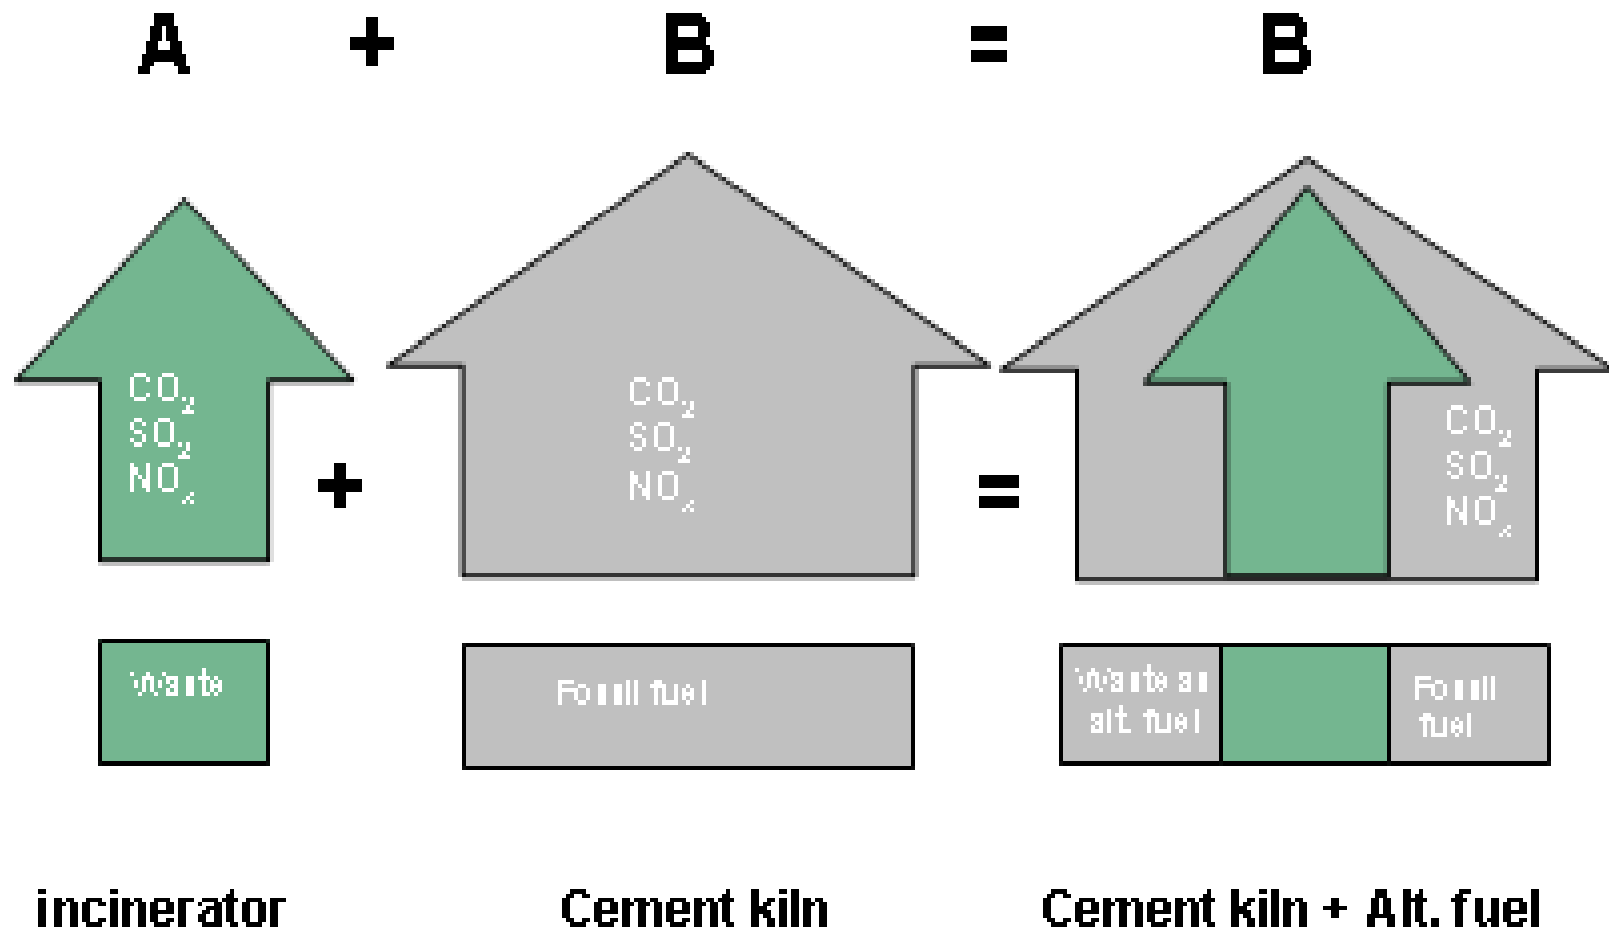 A + B = B
CO₂
SO₂
NOₓ
+
CO₂
SO₂
NOₓ
=
CO₂
SO₂
NOₓ
Waste
Fossil fuel
Waste as
alt. fuel
Fossil
fuel
incinerator
Cement kiln
Cement kiln + Alt. fuel